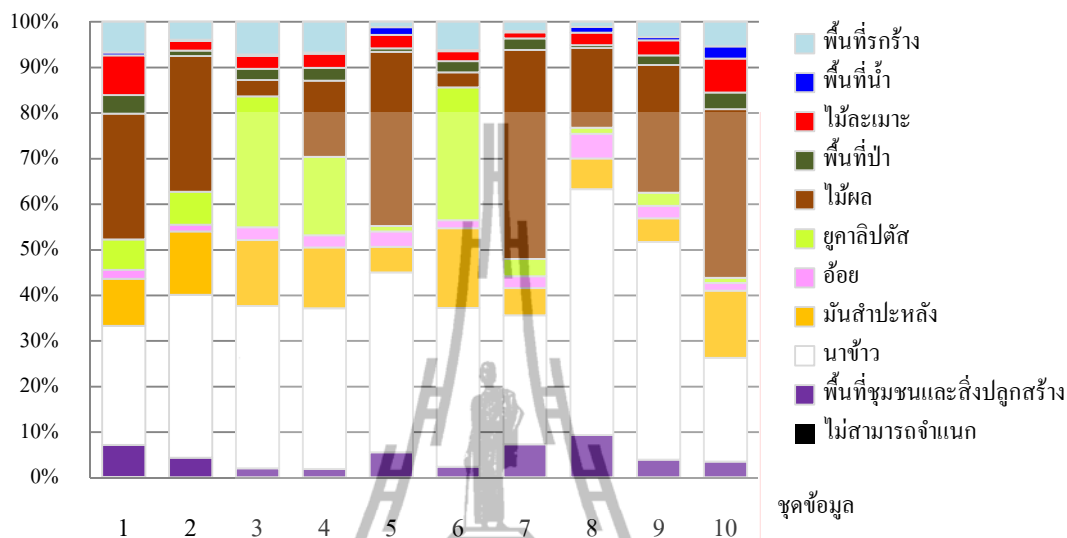 100%
90%
80%
70%
60%
50%
40%
30%
20%
10%
0%
1 2 3 4 5 6 7 8 9 10
พื้นที่รกร้าง
พื้นที่น้ำ
ไม้ละเมาะ
พื้นที่ป่า
ไม้ผล
ยูคาลิปตัส
อ้อย
มันสำปะหลัง
นาข้าว
พื้นที่ชุมชนและสิ่งปลูกสร้าง
ไม่สามารถจำแนก
ชุดข้อมูล